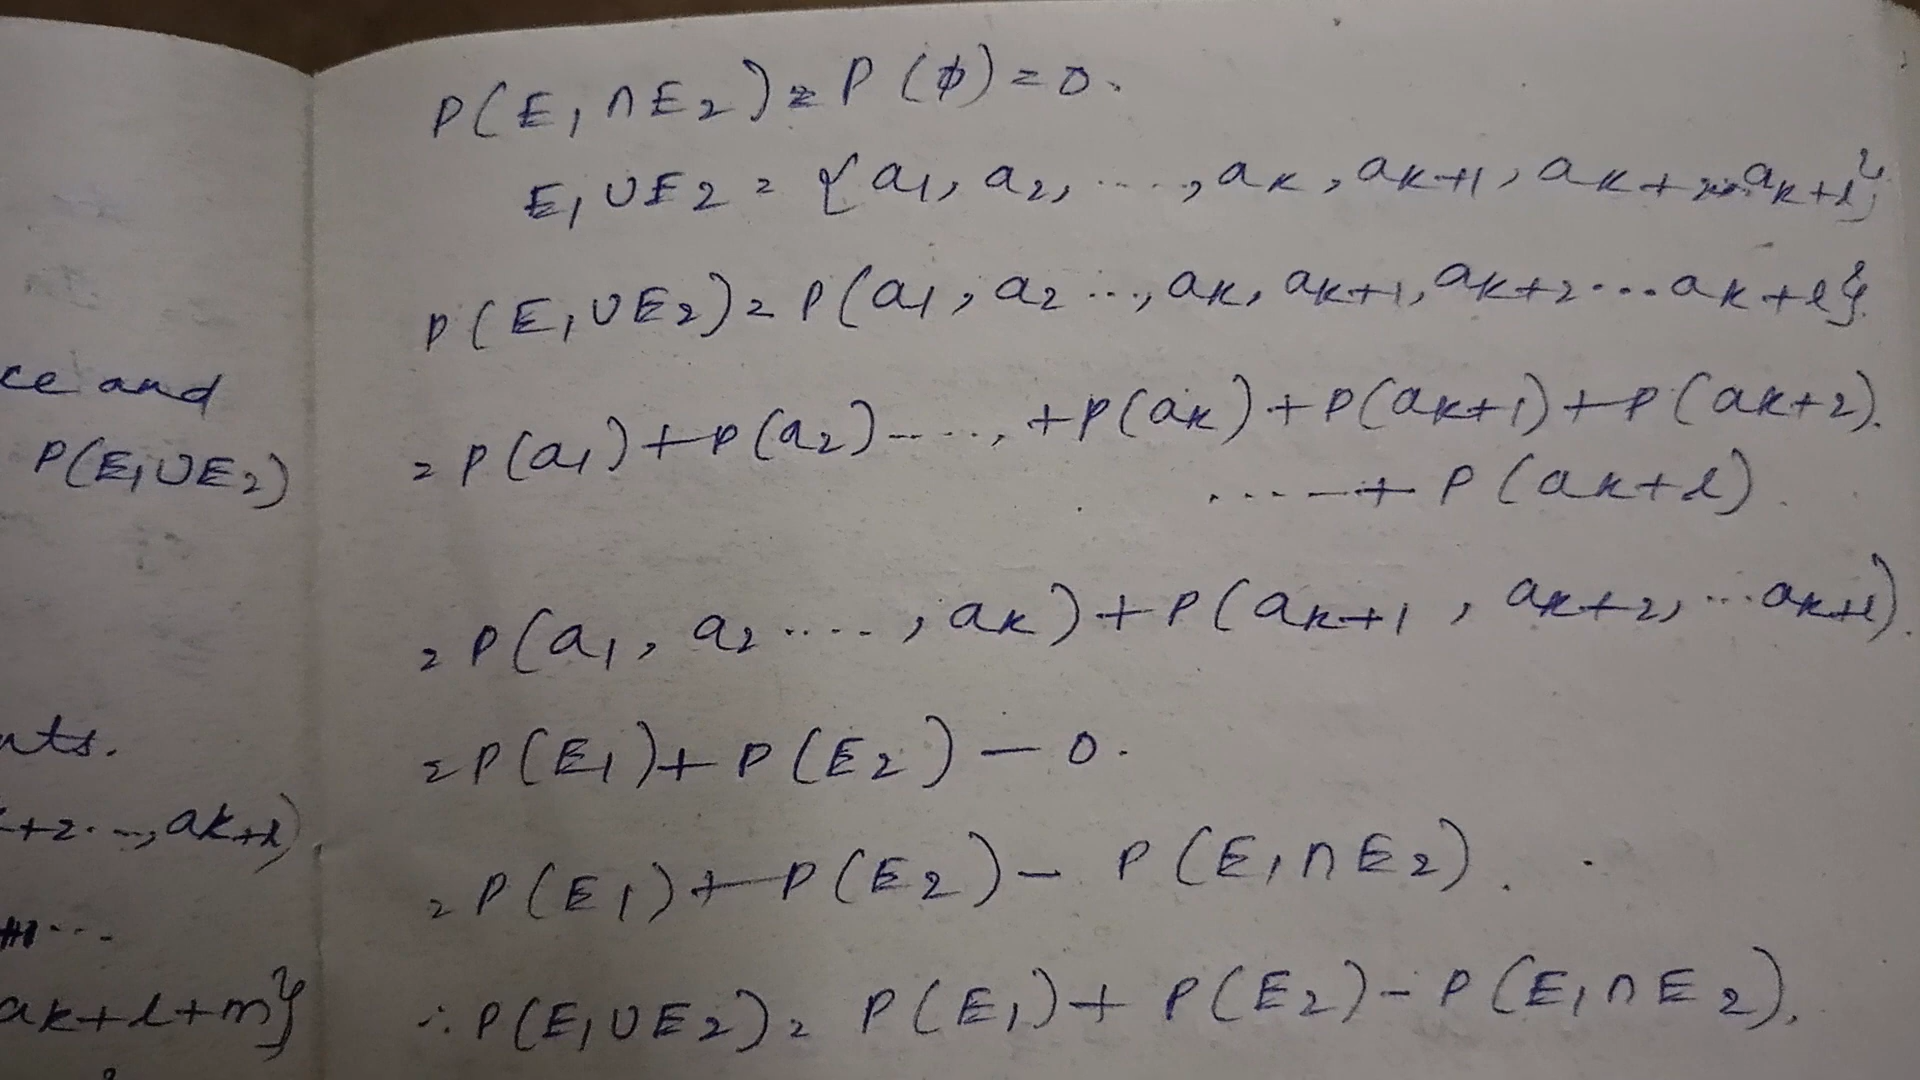 ce and
P(E₁∪E₂)
nts.
+2...,ak+l)
ak+l+m}
P(E₁∩E₂) = P(ϕ) = 0.
E₁∪E₂ = {a₁, a₂, ...., ak, ak+1, ak+2...ak+l};
P(E₁∪E₂) = P(a₁, a₂ ..., ak, ak+1, ak+2...ak+l}.
= P(a₁)+P(a₂)....., +P(ak)+P(ak+1)+P(ak+2).
.....+ P(ak+l).
= P(a₁, a₂ ....., ak)+P(ak+1, ak+2, ...ak+l).
= P(E₁)+P(E₂) – 0.
= P(E₁)+P(E₂) – P(E₁∩E₂).
∴ P(E₁∪E₂) = P(E₁)+P(E₂) – P(E₁∩E₂).